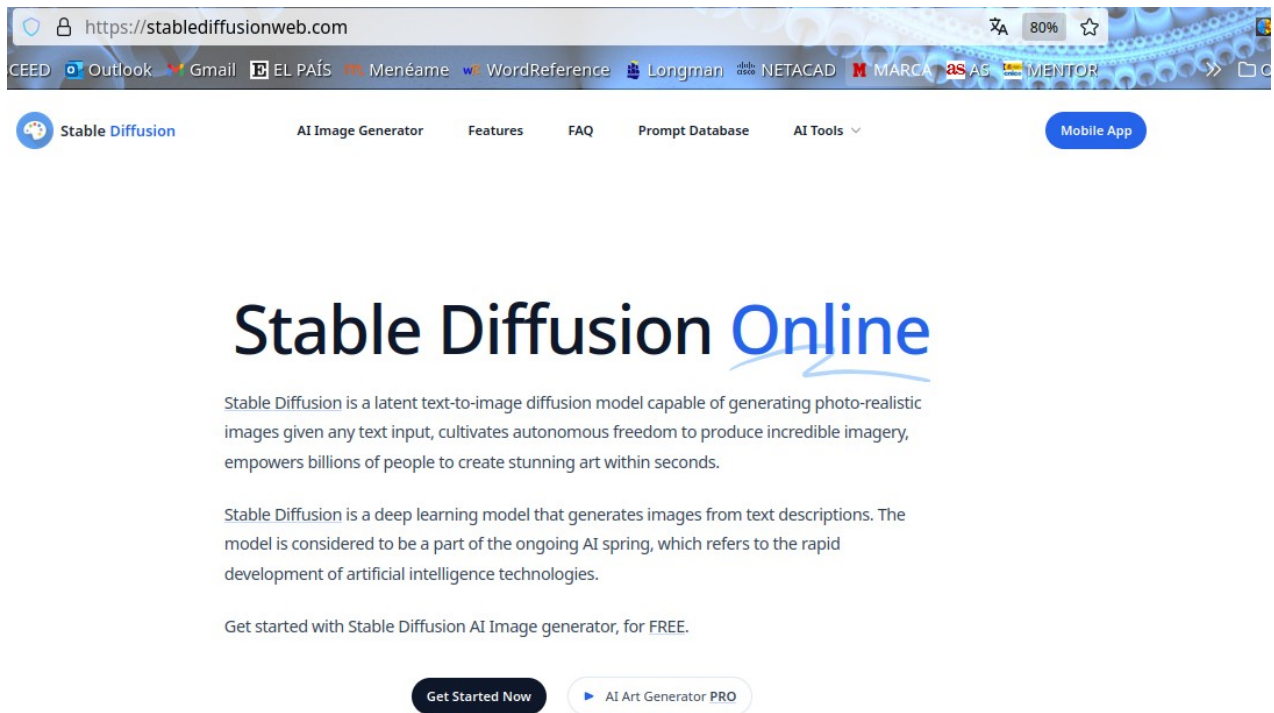 https://stablediffusionweb.com 80%
CEED Outlook Gmail EL PAÍS Menéame WordReference Longman NETACAD MARCA AS MENTOR
Stable Diffusion AI Image Generator Features FAQ Prompt Database AI Tools Mobile App
Stable Diffusion Online
Stable Diffusion is a latent text-to-image diffusion model capable of generating photo-realistic
images given any text input, cultivates autonomous freedom to produce incredible imagery,
empowers billions of people to create stunning art within seconds.
Stable Diffusion is a deep learning model that generates images from text descriptions. The
model is considered to be a part of the ongoing AI spring, which refers to the rapid
development of artificial intelligence technologies.
Get started with Stable Diffusion AI Image generator, for FREE.
Get Started Now AI Art Generator PRO